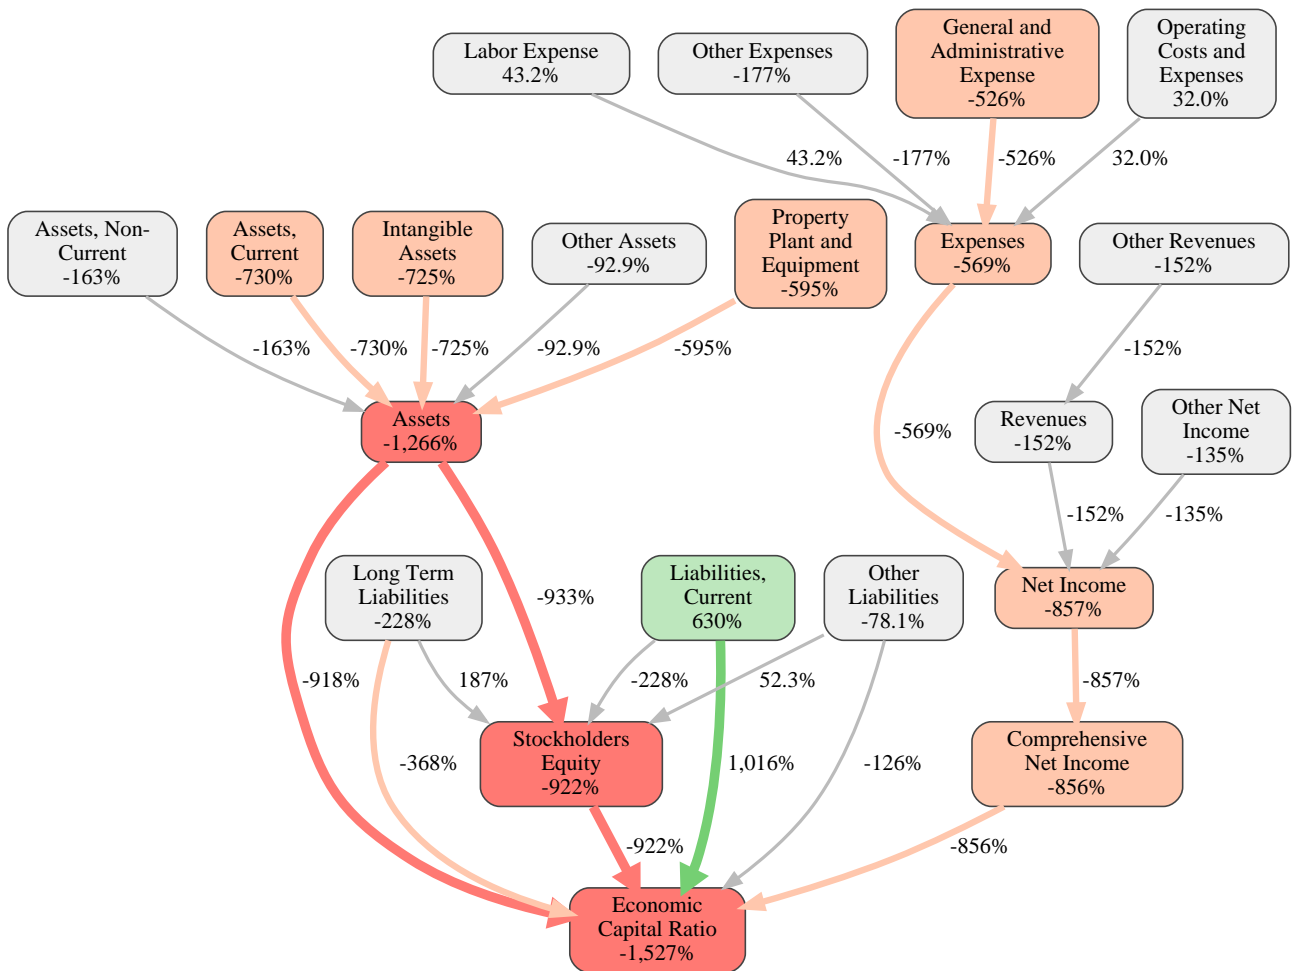 Labor Expense
43.2%
Other Expenses
-177%
General and
Administrative
Expense
-526%
Operating
Costs and
Expenses
32.0%
43.2%
-177%
-526%
32.0%
Assets, Non-
Current
-163%
Assets,
Current
-730%
Intangible
Assets
-725%
Other Assets
-92.9%
Property
Plant and
Equipment
-595%
Expenses
-569%
Other Revenues
-152%
-163%
-730%
-725%
-92.9%
-595%
-152%
Assets
-1,266%
-569%
Revenues
-152%
Other Net
Income
-135%
-152%
-135%
Long Term
Liabilities
-228%
-933%
Liabilities,
Current
630%
Other
Liabilities
-78.1%
Net Income
-857%
-918%
187%
-228%
52.3%
-857%
-368%
Stockholders
Equity
-922%
1,016%
-126%
Comprehensive
Net Income
-856%
-922%
-856%
Economic
Capital Ratio
-1,527%